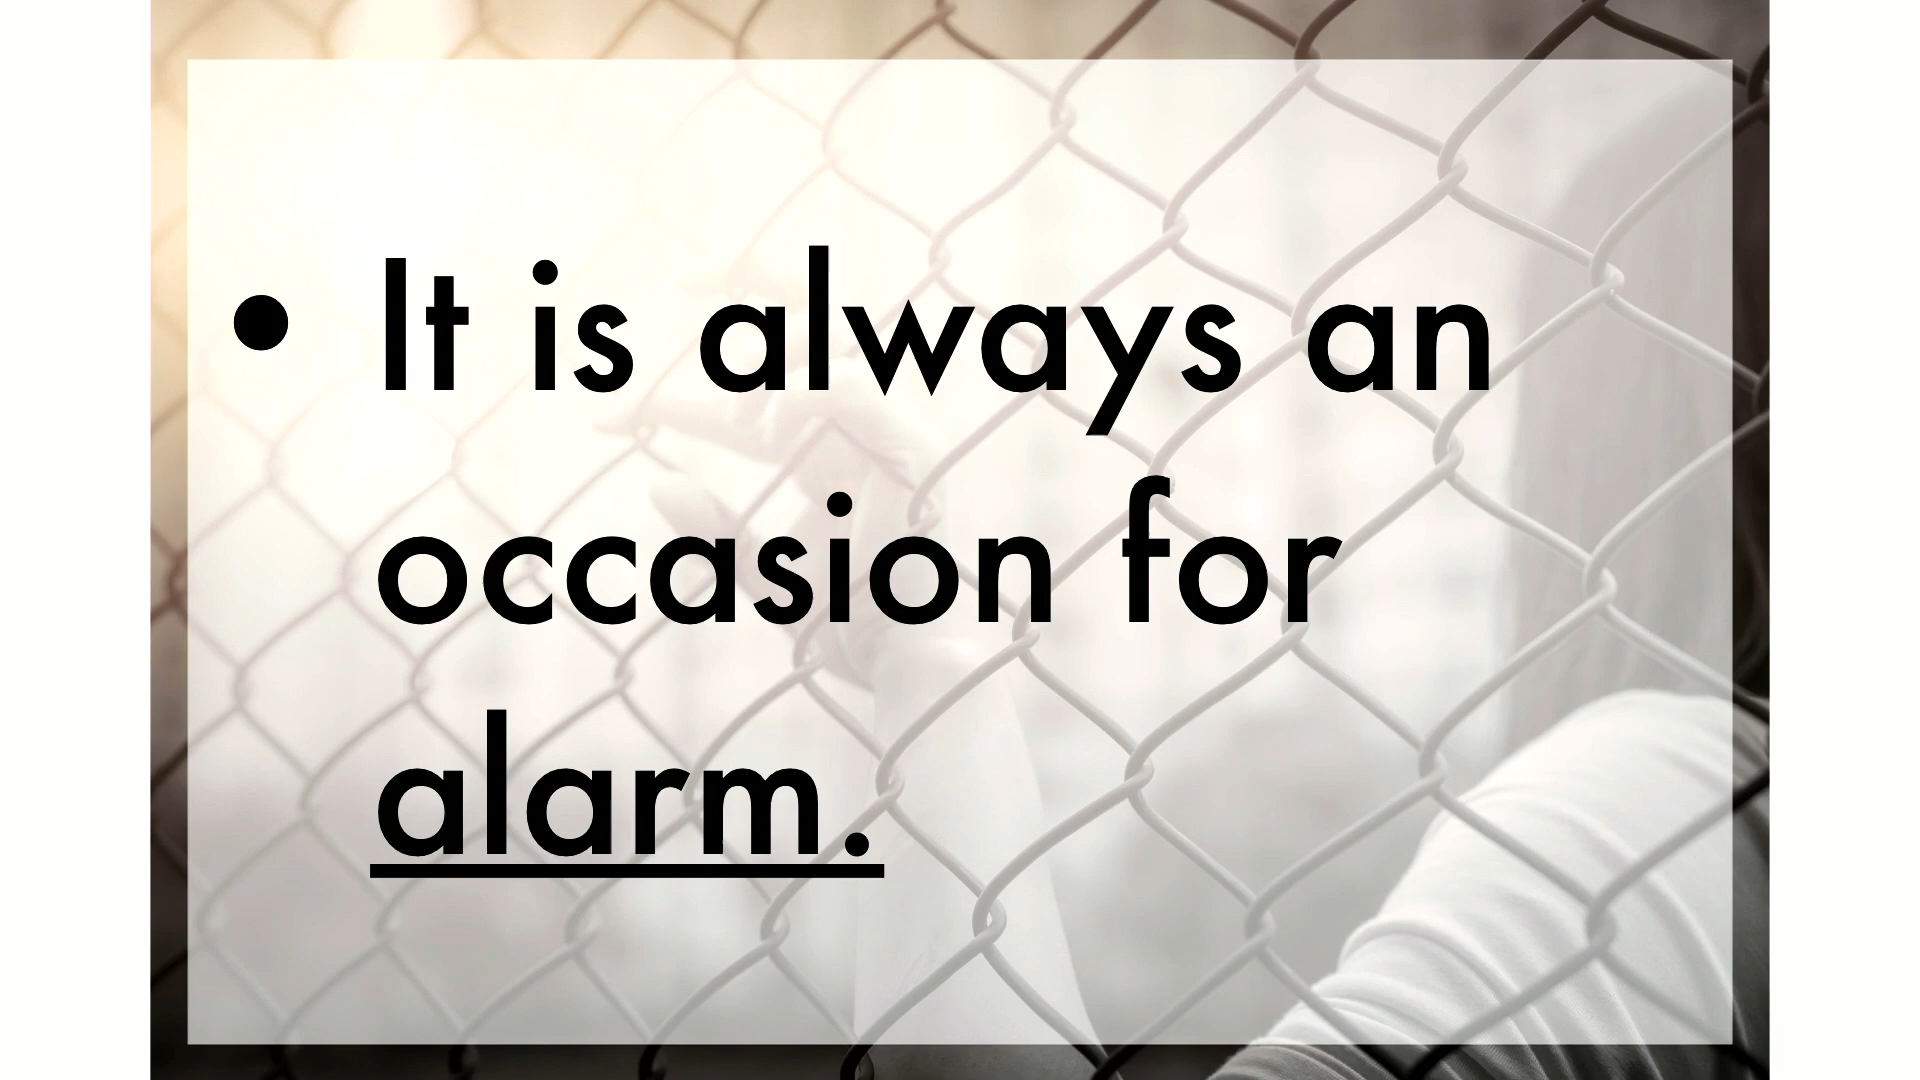 • It is always an
occasion for
alarm.